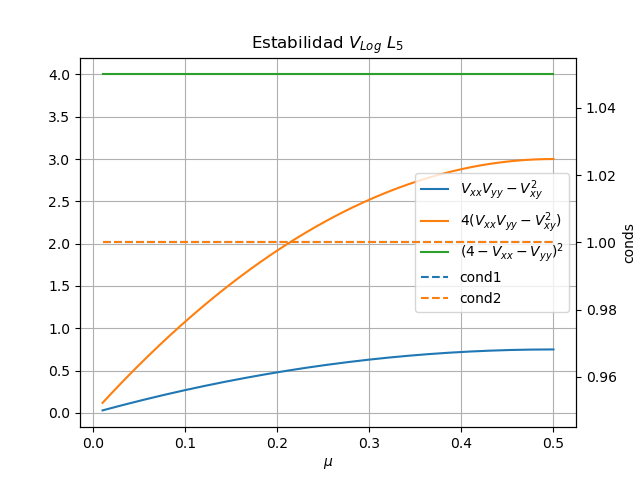 Estabilidad $V_{Log}$ $L_5$
4.0
3.5
3.0
2.5
2.0
1.5
1.0
0.5
0.0
1.04
1.02
1.00
0.98
0.96
conds
$V_{xx}V_{yy} - V_{xy}^2$
$4(V_{xx}V_{yy} - V_{xy}^2)$
$(4 - V_{xx} - V_{yy})^2$
cond1
cond2
0.0 0.1 0.2 0.3 0.4 0.5
μ